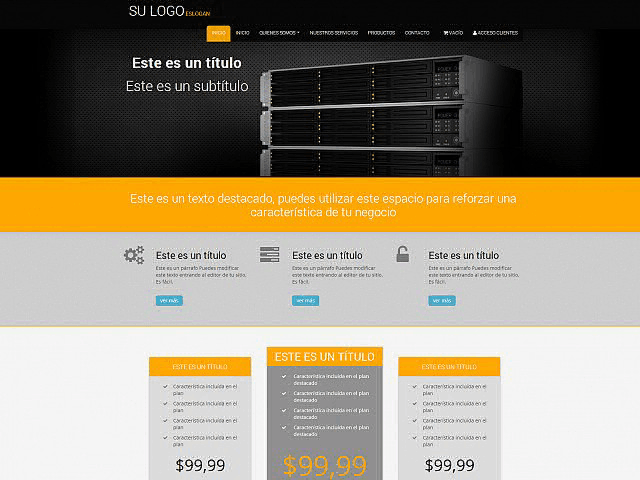 SU LOGO ESLOGAN
INICIO INICIO QUIENES SOMOS NUESTROS SERVICIOS PRODUCTOS CONTACTO VACÍO ACCESO CLIENTES
Este es un título
Este es un subtítulo
Este es un texto destacado, puedes utilizar este espacio para reforzar una
característica de tu negocio
Este es un título
Este es un párrafo Puedes modificar
este texto entrando al editor de tu sitio.
Es fácil.
ver más
Este es un título
Este es un párrafo Puedes modificar
este texto entrando al editor de tu sitio.
Es fácil.
ver más
Este es un título
Este es un párrafo Puedes modificar
este texto entrando al editor de tu sitio.
Es fácil.
ver más
ESTE ES UN TÍTULO
Característica incluida en el
plan
Característica incluida en el
plan
Característica incluida en el
plan
Característica incluida en el
plan
$99,99
ESTE ES UN TÍTULO
Característica incluida en el plan
destacado
Característica incluida en el plan
destacado
Característica incluida en el plan
destacado
Característica incluida en el plan
destacado
$99,99
ESTE ES UN TÍTULO
Característica incluida en el
plan
Característica incluida en el
plan
Característica incluida en el
plan
Característica incluida en el
plan
$99,99